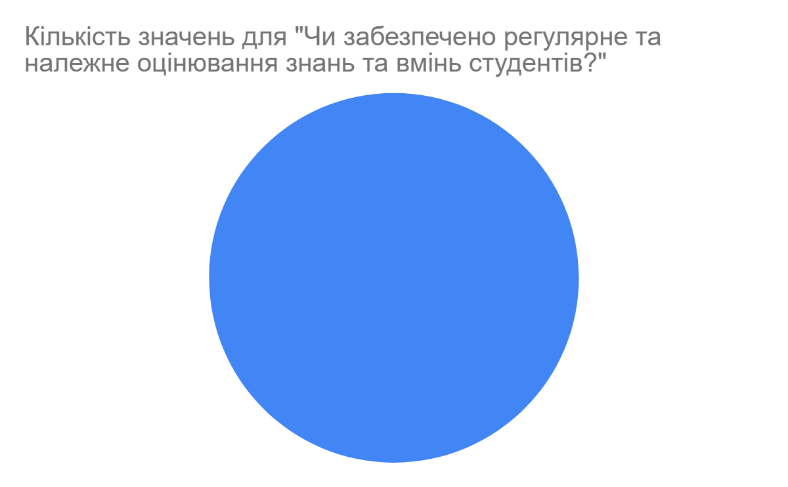 Кількість значень для "Чи забезпечено регулярне та
належне оцінювання знань та вмінь студентів?"